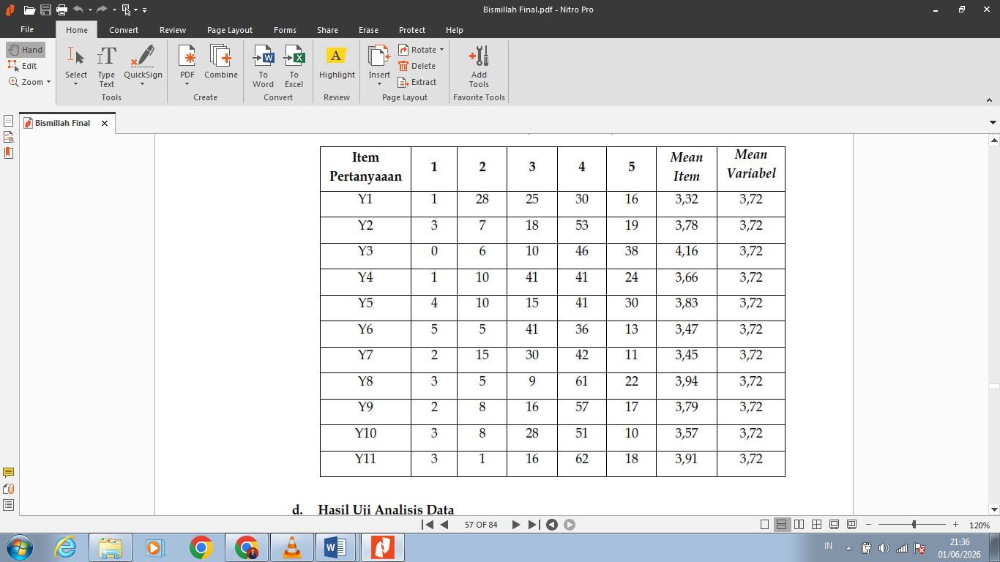 Bismillah Final.pdf - Nitro Pro
File Home Convert Review Page Layout Forms Share Erase Protect Help
Hand
Edit
Zoom
Select
Type Text
QuickSign
Tools
PDF
Combine
Create
To Word
To Excel
Convert
Highlight
Review
Insert
Rotate
Delete
Extract
Page Layout
Add Tools
Favorite Tools
Bismillah Final
Item Pertanyaaan 1 2 3 4 5 Mean Item Mean Variabel
Y1 1 28 25 30 16 3,32 3,72
Y2 3 7 18 53 19 3,78 3,72
Y3 0 6 10 46 38 4,16 3,72
Y4 1 10 41 41 24 3,66 3,72
Y5 4 10 15 41 30 3,83 3,72
Y6 5 5 41 36 13 3,47 3,72
Y7 2 15 30 42 11 3,45 3,72
Y8 3 5 9 61 22 3,94 3,72
Y9 2 8 16 57 17 3,79 3,72
Y10 3 8 28 51 10 3,57 3,72
Y11 3 1 16 62 18 3,91 3,72
d. Hasil Uji Analisis Data
57 OF 84
120%
IN
21:36
01/06/2026